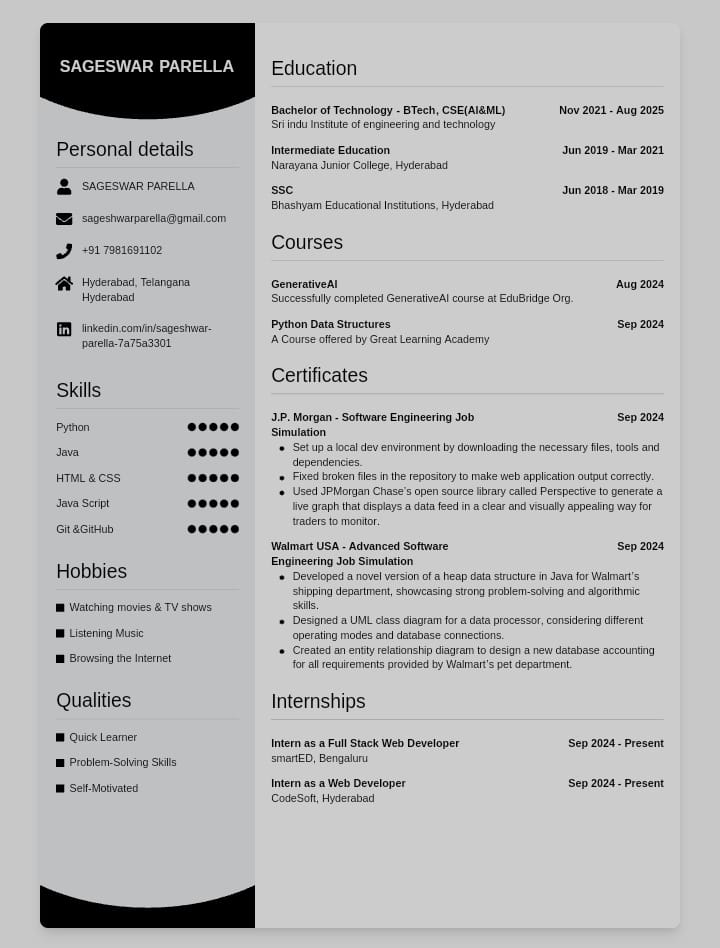 SAGESWAR PARELLA
Personal details
SAGESWAR PARELLA
sageshwarparella@gmail.com
+91 7981691102
Hyderabad, Telangana
Hyderabad
linkedin.com/in/sageshwar-
parella-7a75a3301
Skills
Python
Java
HTML & CSS
Java Script
Git &GitHub
Hobbies
Watching movies & TV shows
Listening Music
Browsing the Internet
Qualities
Quick Learner
Problem-Solving Skills
Self-Motivated
Education
Bachelor of Technology - BTech, CSE(AI&ML) Nov 2021 - Aug 2025
Sri indu Institute of engineering and technology
Intermediate Education Jun 2019 - Mar 2021
Narayana Junior College, Hyderabad
SSC Jun 2018 - Mar 2019
Bhashyam Educational Institutions, Hyderabad
Courses
GenerativeAI Aug 2024
Successfully completed GenerativeAI course at EduBridge Org.
Python Data Structures Sep 2024
A Course offered by Great Learning Academy
Certificates
J.P. Morgan - Software Engineering Job Sep 2024
Simulation
• Set up a local dev environment by downloading the necessary files, tools and
dependencies.
• Fixed broken files in the repository to make web application output correctly.
• Used JPMorgan Chase's open source library called Perspective to generate a
live graph that displays a data feed in a clear and visually appealing way for
traders to monitor.
Walmart USA - Advanced Software Sep 2024
Engineering Job Simulation
• Developed a novel version of a heap data structure in Java for Walmart's
shipping department, showcasing strong problem-solving and algorithmic
skills.
• Designed a UML class diagram for a data processor, considering different
operating modes and database connections.
• Created an entity relationship diagram to design a new database accounting
for all requirements provided by Walmart's pet department.
Internships
Intern as a Full Stack Web Developer Sep 2024 - Present
smartED, Bengaluru
Intern as a Web Developer Sep 2024 - Present
CodeSoft, Hyderabad